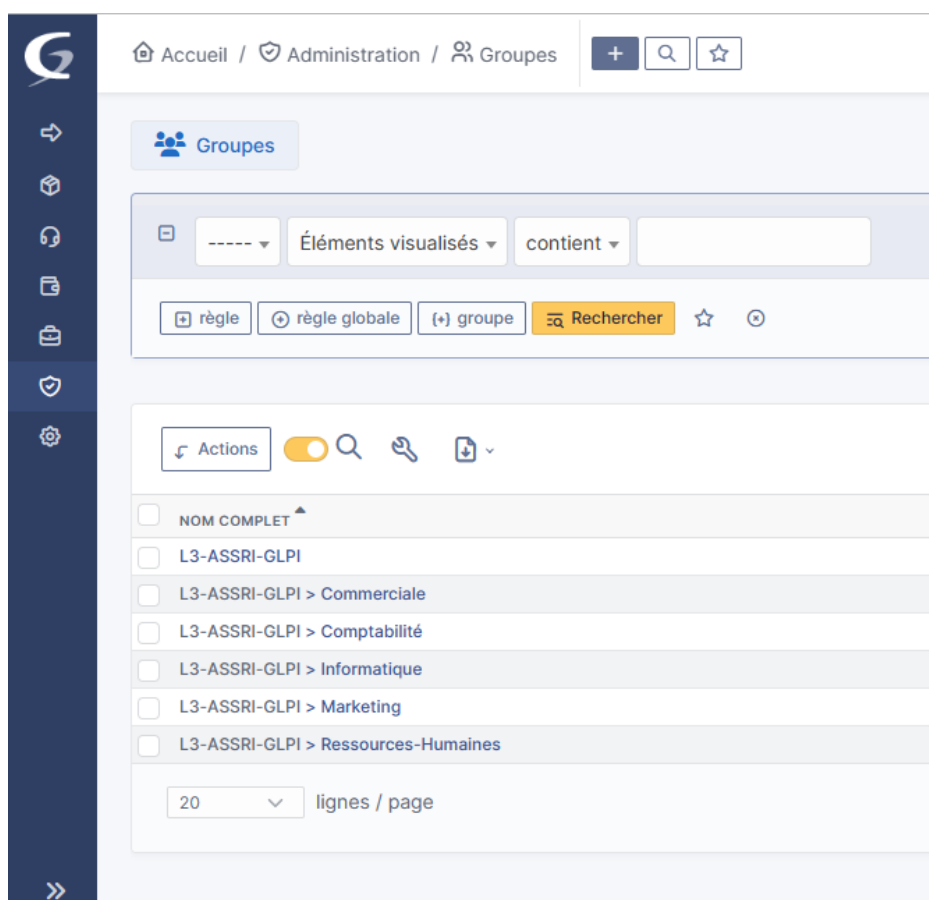 Accueil / Administration / Groupes
Groupes
----- Éléments visualisés contient
règle règle globale {+} groupe Rechercher
Actions
NOM COMPLET
L3-ASSRI-GLPI
L3-ASSRI-GLPI > Commerciale
L3-ASSRI-GLPI > Comptabilité
L3-ASSRI-GLPI > Informatique
L3-ASSRI-GLPI > Marketing
L3-ASSRI-GLPI > Ressources-Humaines
20 lignes / page